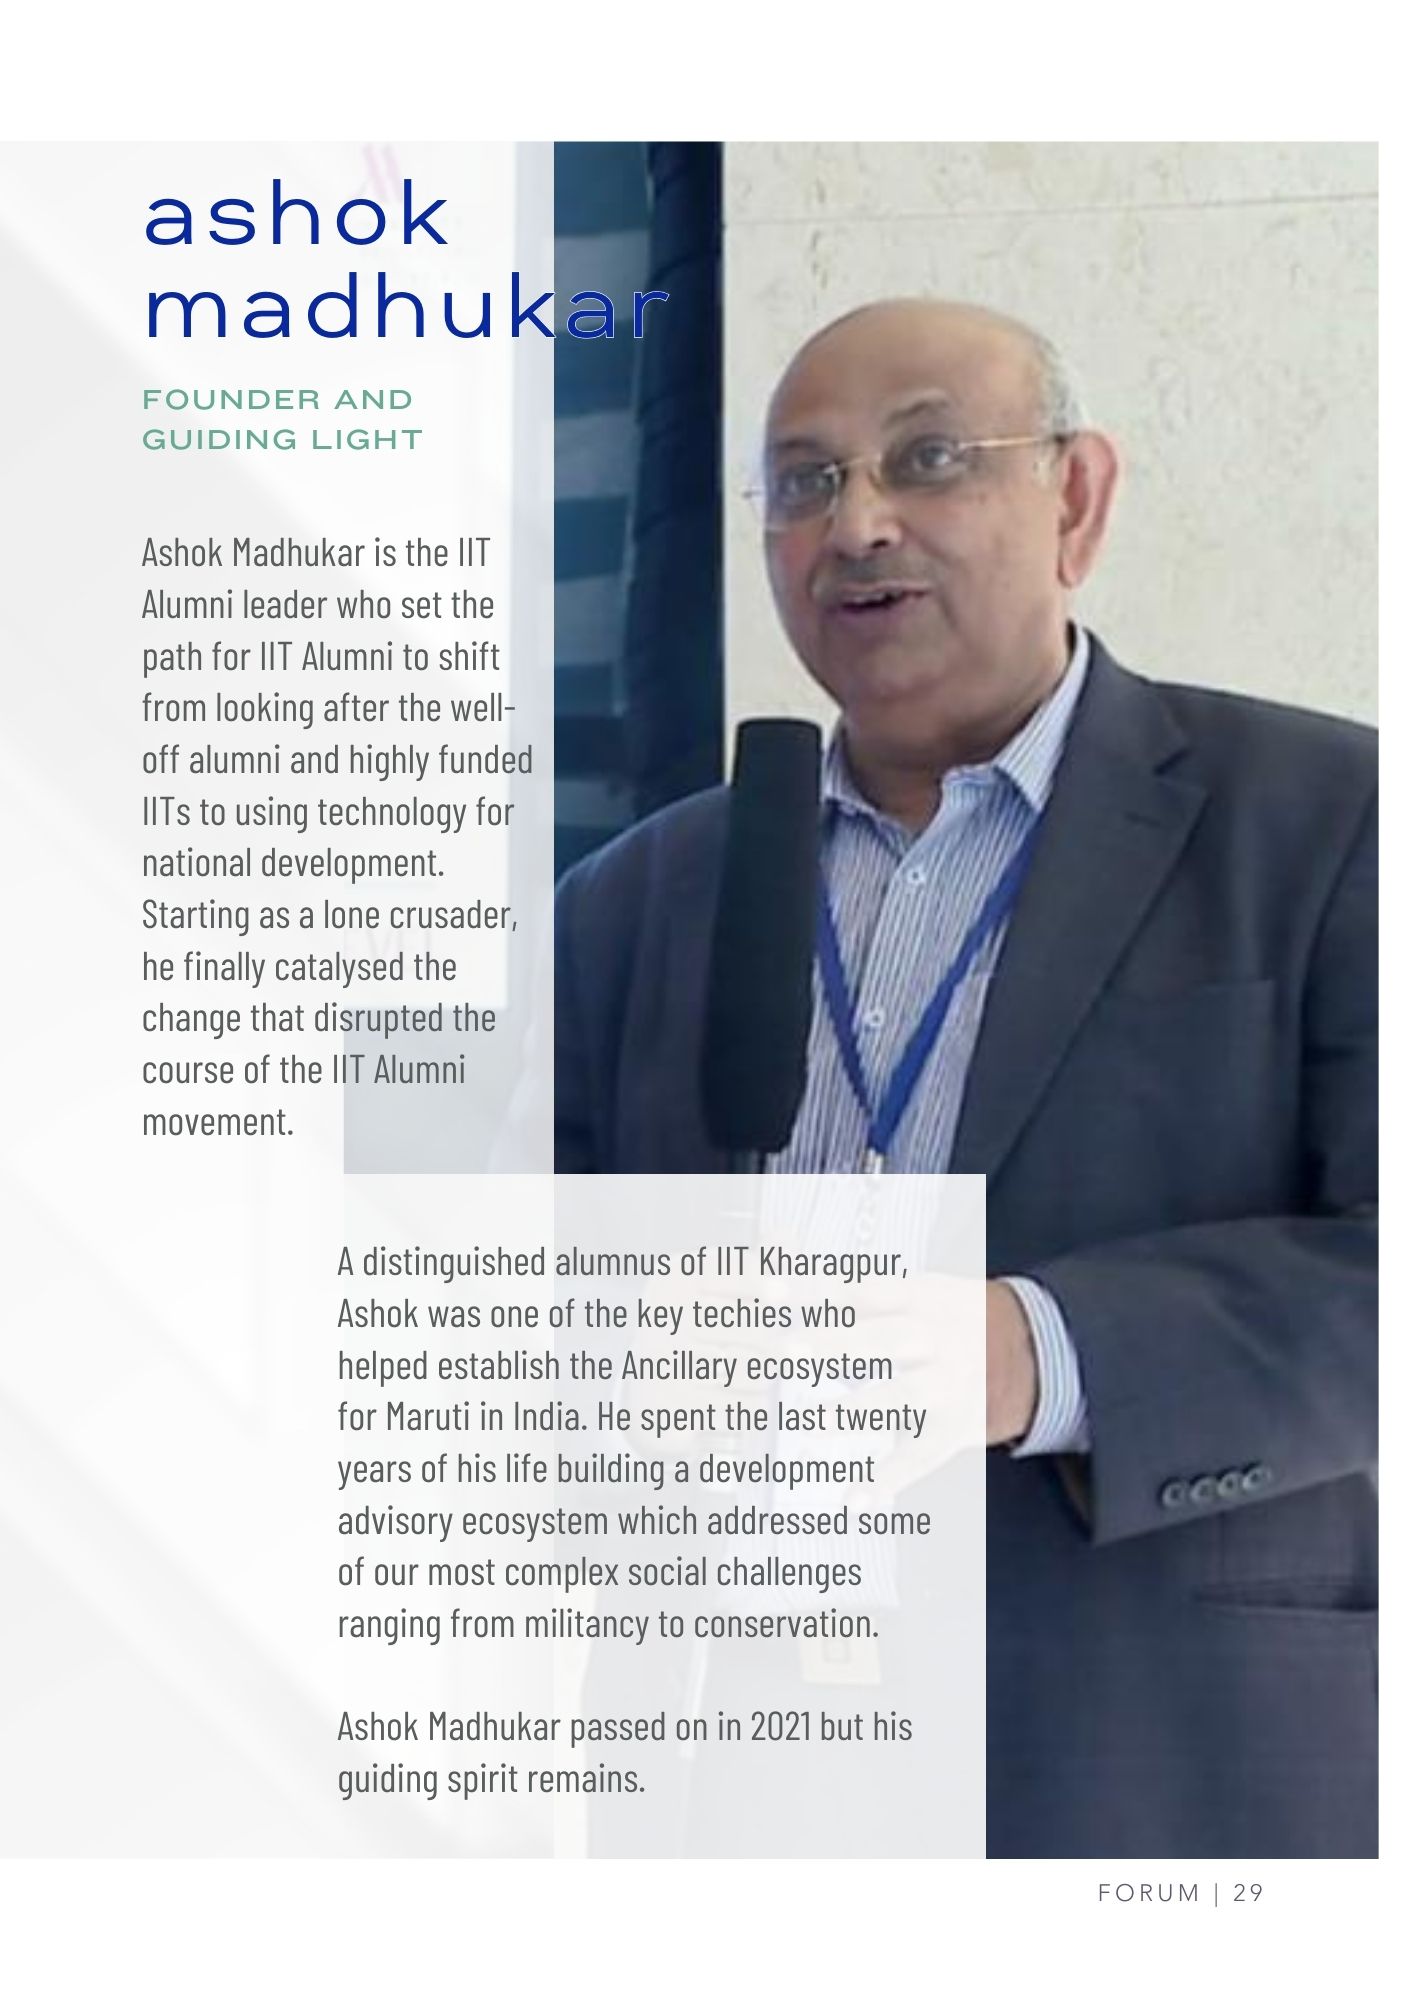 ashok
madhukar
FOUNDER AND
GUIDING LIGHT
Ashok Madhukar is the IIT
Alumni leader who set the
path for IIT Alumni to shift
from looking after the well-
off alumni and highly funded
IITs to using technology for
national development.
Starting as a lone crusader,
he finally catalysed the
change that disrupted the
course of the IIT Alumni
movement.
A distinguished alumnus of IIT Kharagpur,
Ashok was one of the key techies who
helped establish the Ancillary ecosystem
for Maruti in India. He spent the last twenty
years of his life building a development
advisory ecosystem which addressed some
of our most complex social challenges
ranging from militancy to conservation.
Ashok Madhukar passed on in 2021 but his
guiding spirit remains.
FORUM | 29